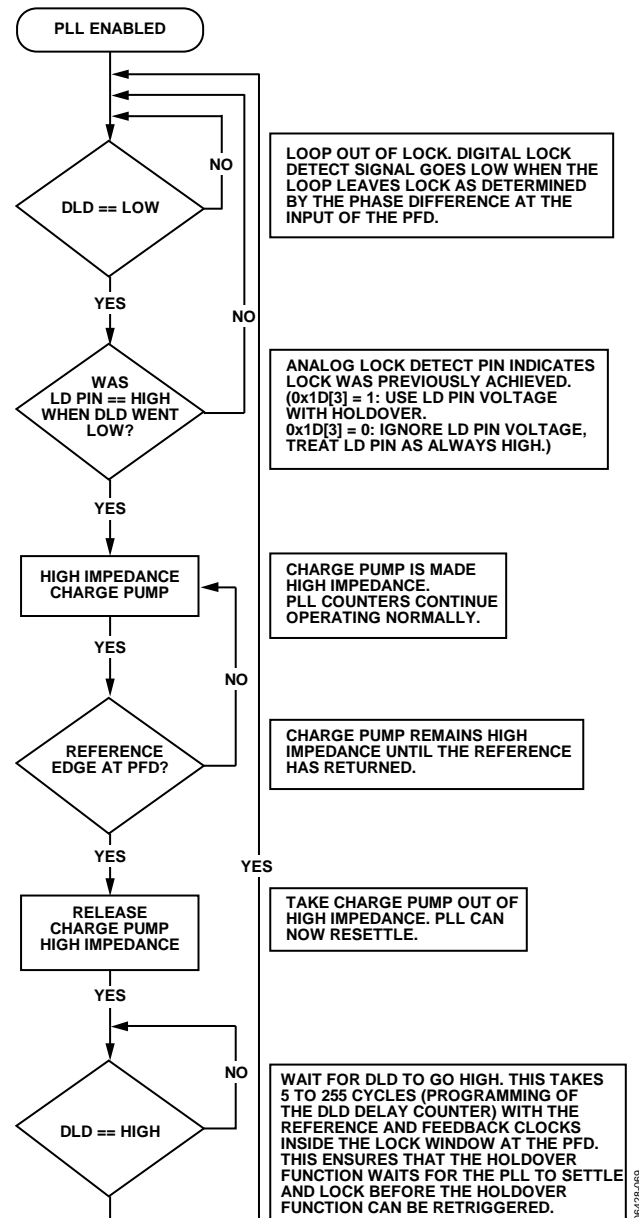 PLL ENABLED
NO
DLD == LOW
LOOP OUT OF LOCK. DIGITAL LOCK
DETECT SIGNAL GOES LOW WHEN THE
LOOP LEAVES LOCK AS DETERMINED
BY THE PHASE DIFFERENCE AT THE
INPUT OF THE PFD.
YES
NO
WAS
LD PIN == HIGH
WHEN DLD WENT
LOW?
ANALOG LOCK DETECT PIN INDICATES
LOCK WAS PREVIOUSLY ACHIEVED.
(0x1D[3] = 1: USE LD PIN VOLTAGE
WITH HOLDOVER.
0x1D[3] = 0: IGNORE LD PIN VOLTAGE,
TREAT LD PIN AS ALWAYS HIGH.)
YES
HIGH IMPEDANCE
CHARGE PUMP
CHARGE PUMP IS MADE
HIGH IMPEDANCE.
PLL COUNTERS CONTINUE
OPERATING NORMALLY.
YES
NO
REFERENCE
EDGE AT PFD?
CHARGE PUMP REMAINS HIGH
IMPEDANCE UNTIL THE REFERENCE
HAS RETURNED.
YES
YES
RELEASE
CHARGE PUMP
HIGH IMPEDANCE
TAKE CHARGE PUMP OUT OF
HIGH IMPEDANCE. PLL CAN
NOW RESETTLE.
YES
NO
DLD == HIGH
WAIT FOR DLD TO GO HIGH. THIS TAKES
5 TO 255 CYCLES (PROGRAMMING OF
THE DLD DELAY COUNTER) WITH THE
REFERENCE AND FEEDBACK CLOCKS
INSIDE THE LOCK WINDOW AT THE PFD.
THIS ENSURES THAT THE HOLDOVER
FUNCTION WAITS FOR THE PLL TO SETTLE
AND LOCK BEFORE THE HOLDOVER
FUNCTION CAN BE RETRIGGERED.
06428-069